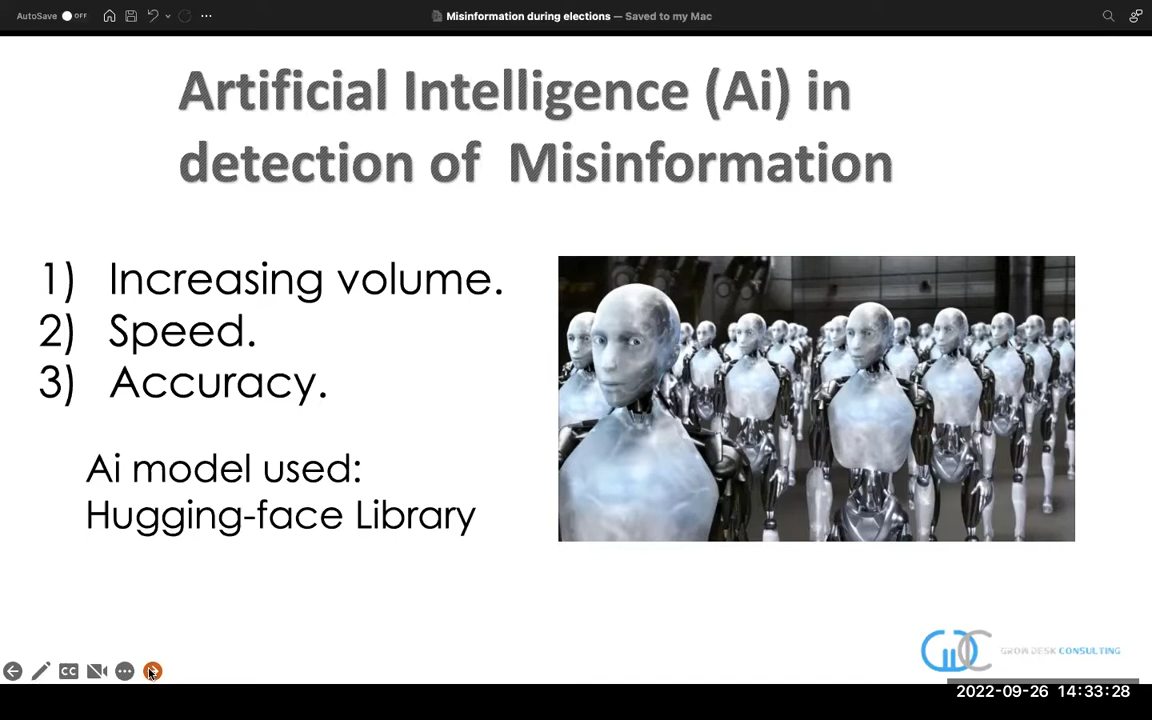 AutoSave OFF
Misinformation during elections — Saved to my Mac
Artificial Intelligence (Ai) in
detection of Misinformation
1) Increasing volume.
2) Speed.
3) Accuracy.
Ai model used:
Hugging-face Library
CC
GROW DESK CONSULTING
2022-09-26 14:33:28